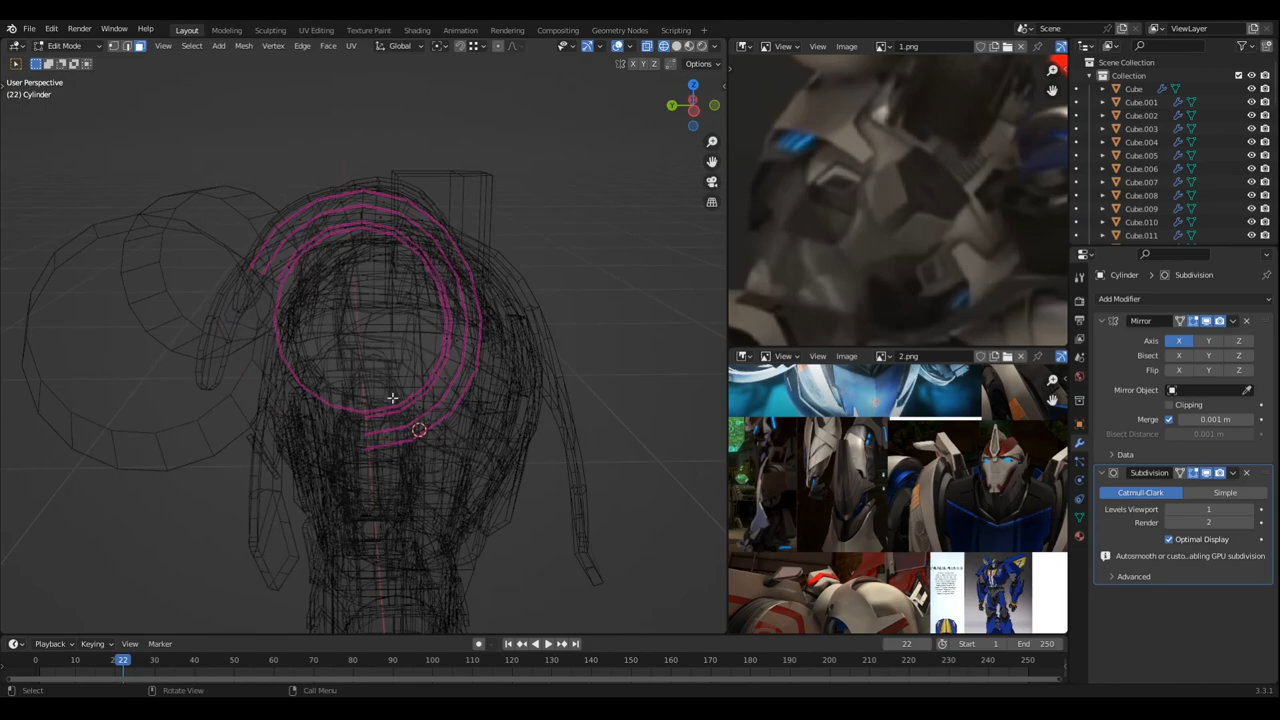 File Edit Render Window Help Layout Modeling Sculpting UV Editing Texture Paint Shading Animation Rendering Compositing Geometry Nodes Scripting Scene ViewLayer
Edit Mode View Select Add Mesh Vertex Edge Face UV Global
X Y Z Options
User Perspective
(22) Cylinder
Z
Y
View View Image 1.png
View View Image 2.png
Scene Collection
Collection
Cube
Cube.001
Cube.002
Cube.003
Cube.004
Cube.005
Cube.006
Cube.007
Cube.008
Cube.009
Cube.010
Cube.011
Cylinder > Subdivision
Add Modifier
Mirror
Axis X Y Z
Bisect X Y Z
Flip X Y Z
Mirror Object
Clipping
Merge 0.001 m
Bisect Distance 0.001 m
Data
Subdivision
Catmull-Clark Simple
Levels Viewport 1
Render 2
Optimal Display
Autosmooth or custo..abling GPU subdivision
Advanced
Playback Keying View Marker 22 Start 1 End 250
0 10 22 30 40 50 60 70 80 90 100 110 120 130 140 150 160 170 180 190 200 210 220 230 240 250
Select Rotate View Call Menu 3.3.1